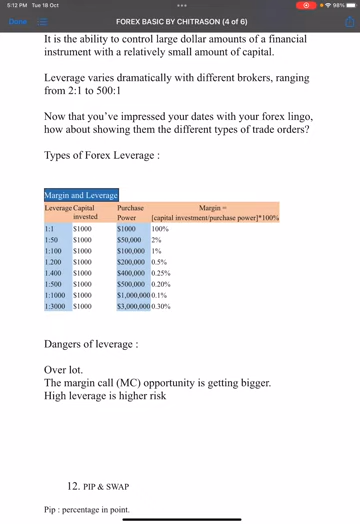 5:12 PM Tue 18 Oct
98%
Done
FOREX BASIC BY CHITRASON (4 of 6)
It is the ability to control large dollar amounts of a financial
instrument with a relatively small amount of capital.
Leverage varies dramatically with different brokers, ranging
from 2:1 to 500:1
Now that you've impressed your dates with your forex lingo,
how about showing them the different types of trade orders?
Types of Forex Leverage :
Margin and Leverage
Leverage Capital Purchase Margin =
invested Power [capital investment/purchase power]*100%
1:1 $1000 $1000 100%
1:50 $1000 $50,000 2%
1:100 $1000 $100,000 1%
1.200 $1000 $200,000 0.5%
1.400 $1000 $400,000 0.25%
1:500 $1000 $500,000 0.20%
1:1000 $1000 $1,000,000 0.1%
1:3000 $1000 $3,000,000 0.30%
Dangers of leverage :
Over lot.
The margin call (MC) opportunity is getting bigger.
High leverage is higher risk
12. PIP & SWAP
Pip : percentage in point.